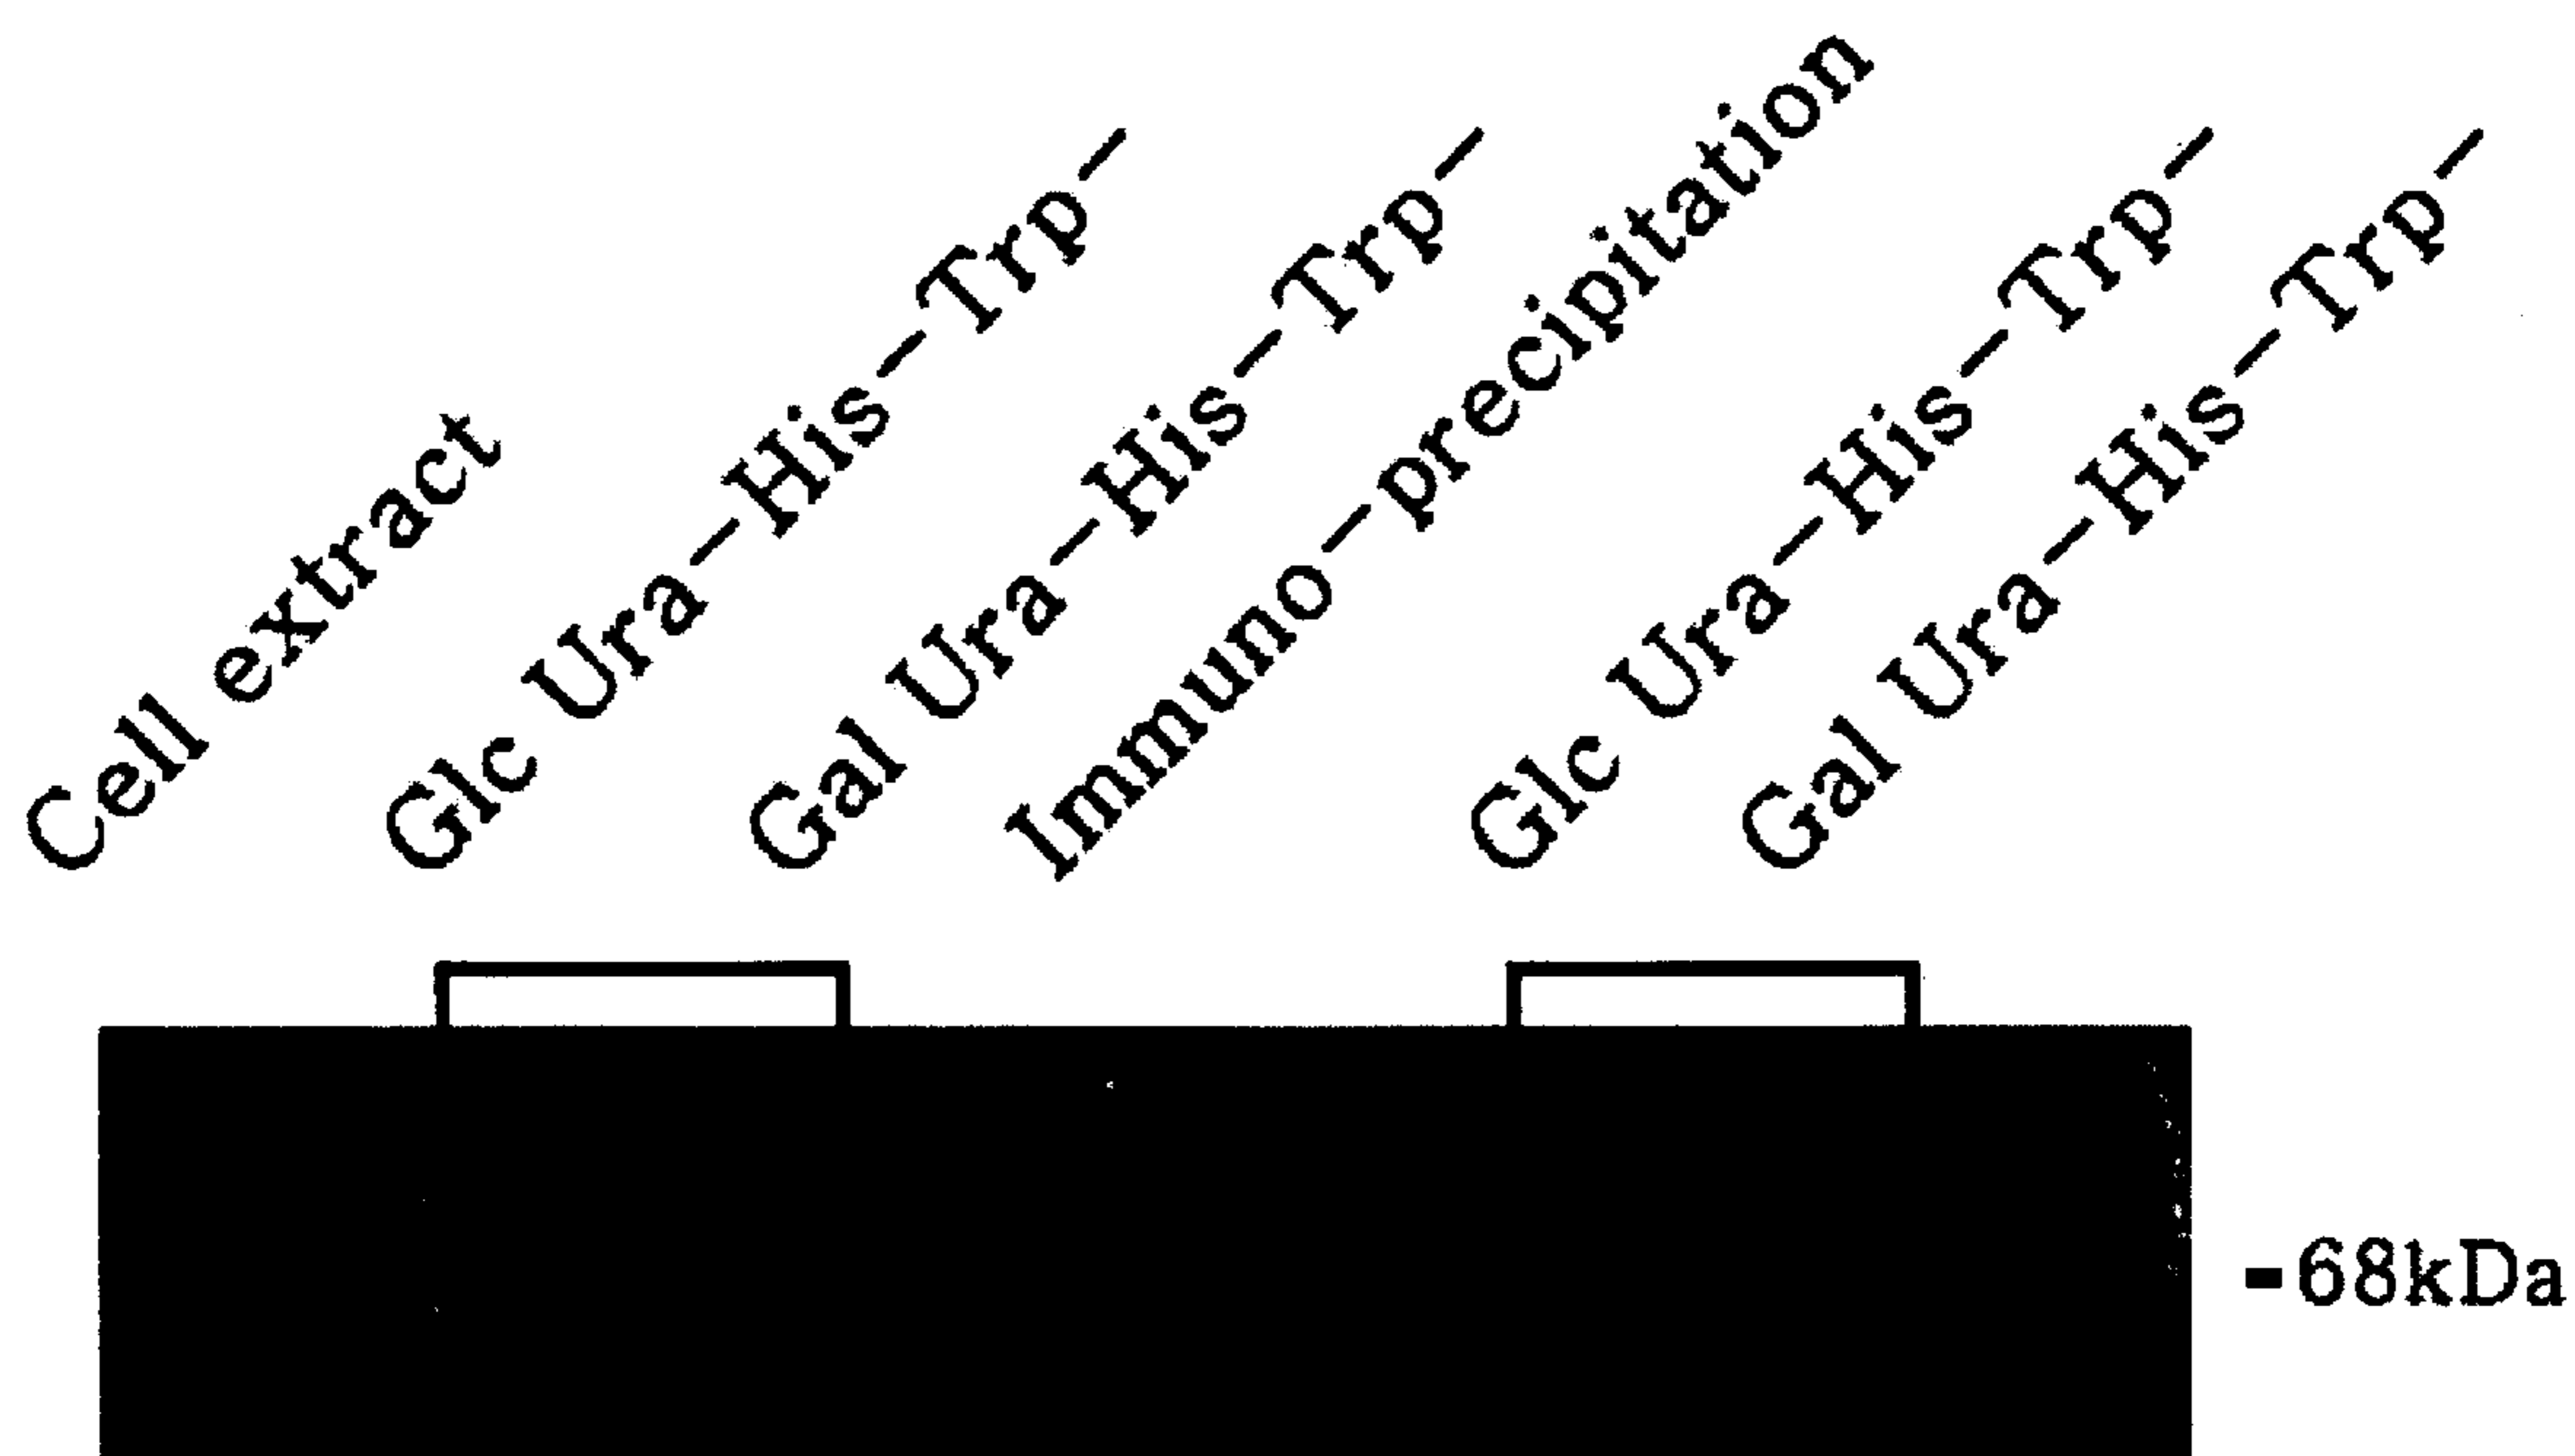 Cell extract
Glc Ura-His-Trp-
Gal Ura-His-Trp-
Immuno-precipitation
Glc Ura-His-Trp-
Gal Ura-His-Trp-
-68kDa